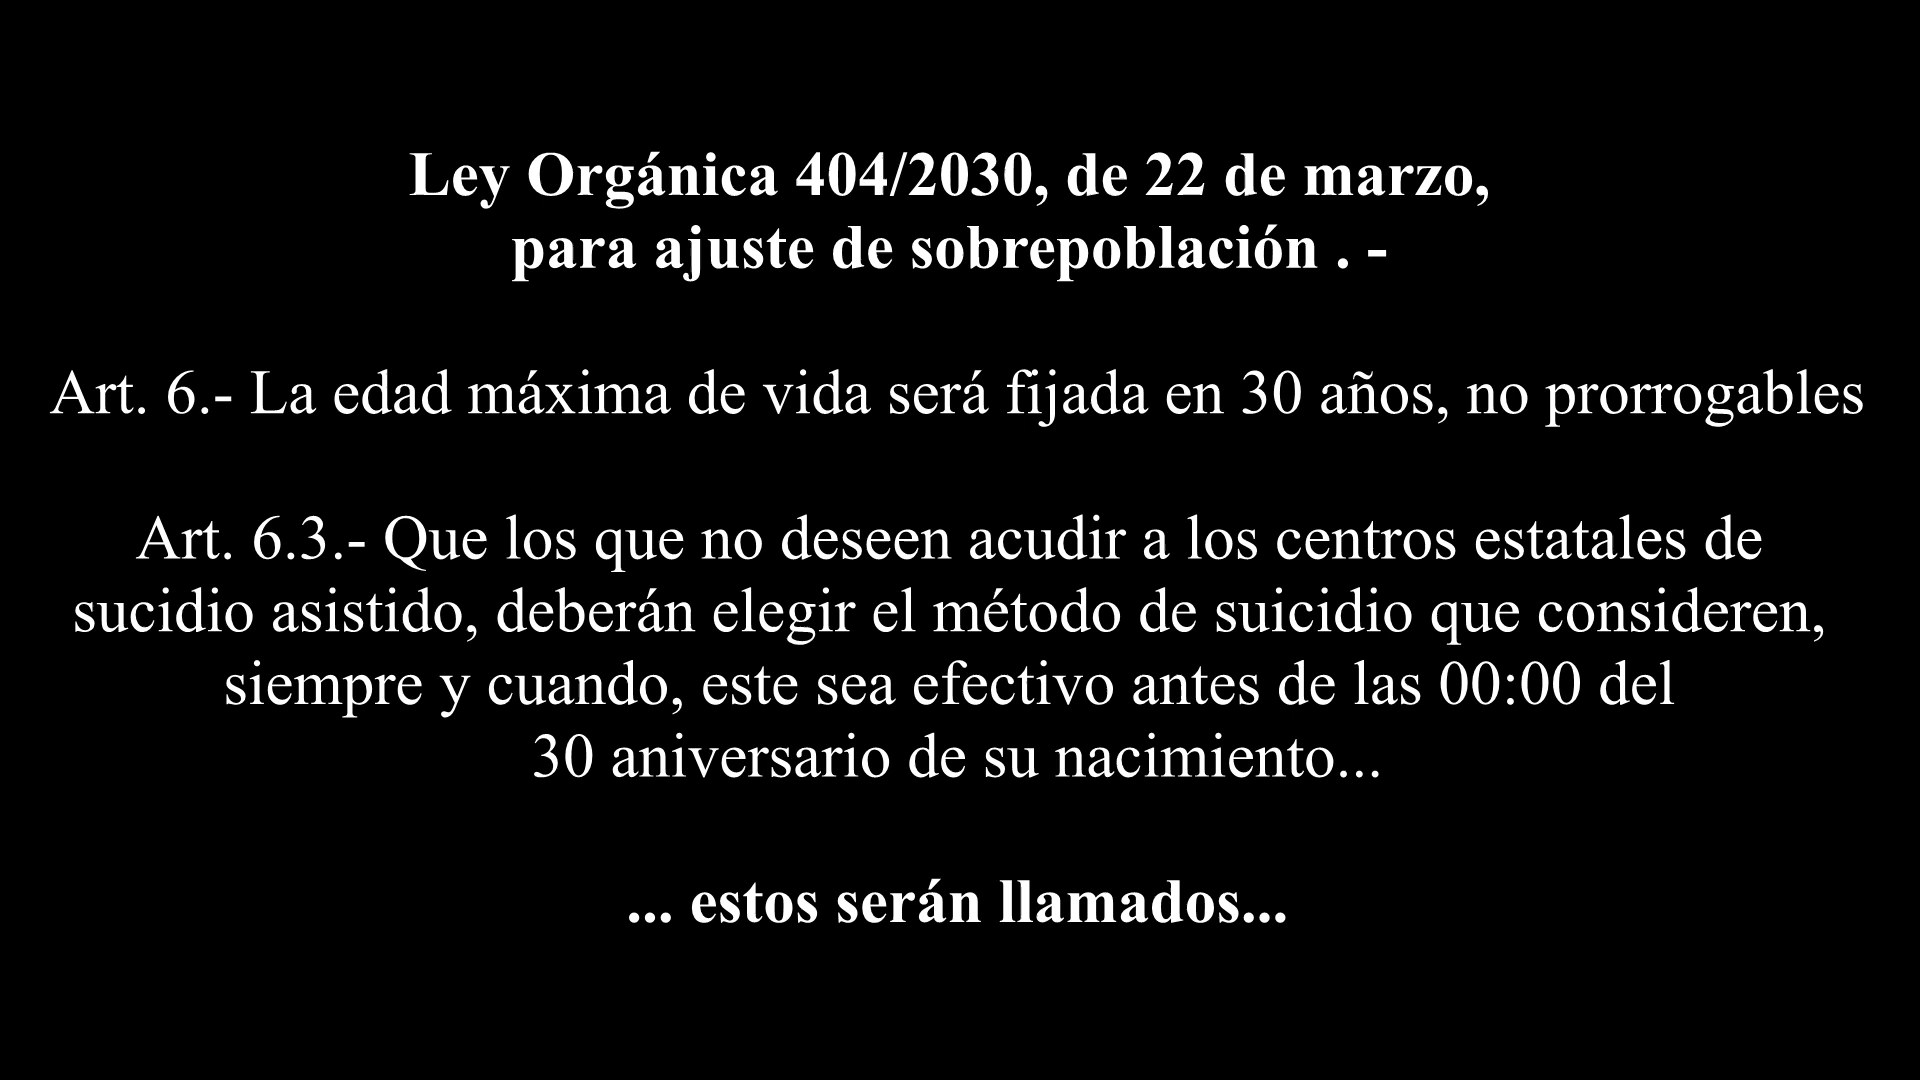 Ley Orgánica 404/2030, de 22 de marzo,
para ajuste de sobrepoblación . -
Art. 6.- La edad máxima de vida será fijada en 30 años, no prorrogables
Art. 6.3.- Que los que no deseen acudir a los centros estatales de
sucidio asistido, deberán elegir el método de suicidio que consideren,
siempre y cuando, este sea efectivo antes de las 00:00 del
30 aniversario de su nacimiento...
... estos serán llamados...